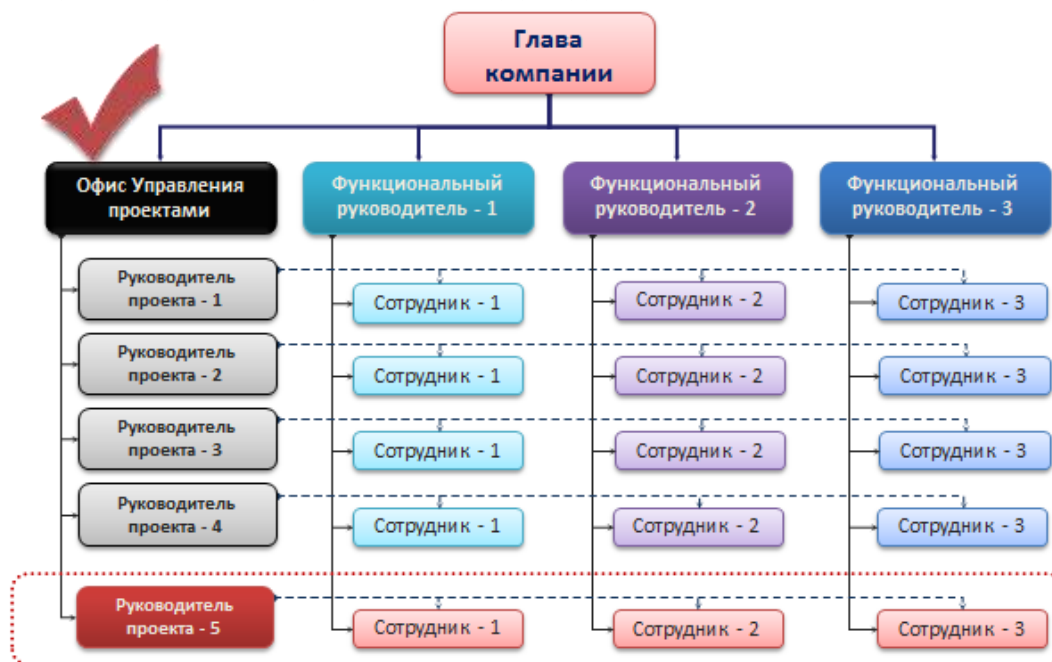 Глава
компании
Офис Управления
проектами
Функциональный
руководитель - 1
Функциональный
руководитель - 2
Функциональный
руководитель - 3
Руководитель
проекта - 1
Сотрудник - 1
Сотрудник - 2
Сотрудник - 3
Руководитель
проекта - 2
Сотрудник - 1
Сотрудник - 2
Сотрудник - 3
Руководитель
проекта - 3
Сотрудник - 1
Сотрудник - 2
Сотрудник - 3
Руководитель
проекта - 4
Сотрудник - 1
Сотрудник - 2
Сотрудник - 3
Руководитель
проекта - 5
Сотрудник - 1
Сотрудник - 2
Сотрудник - 3